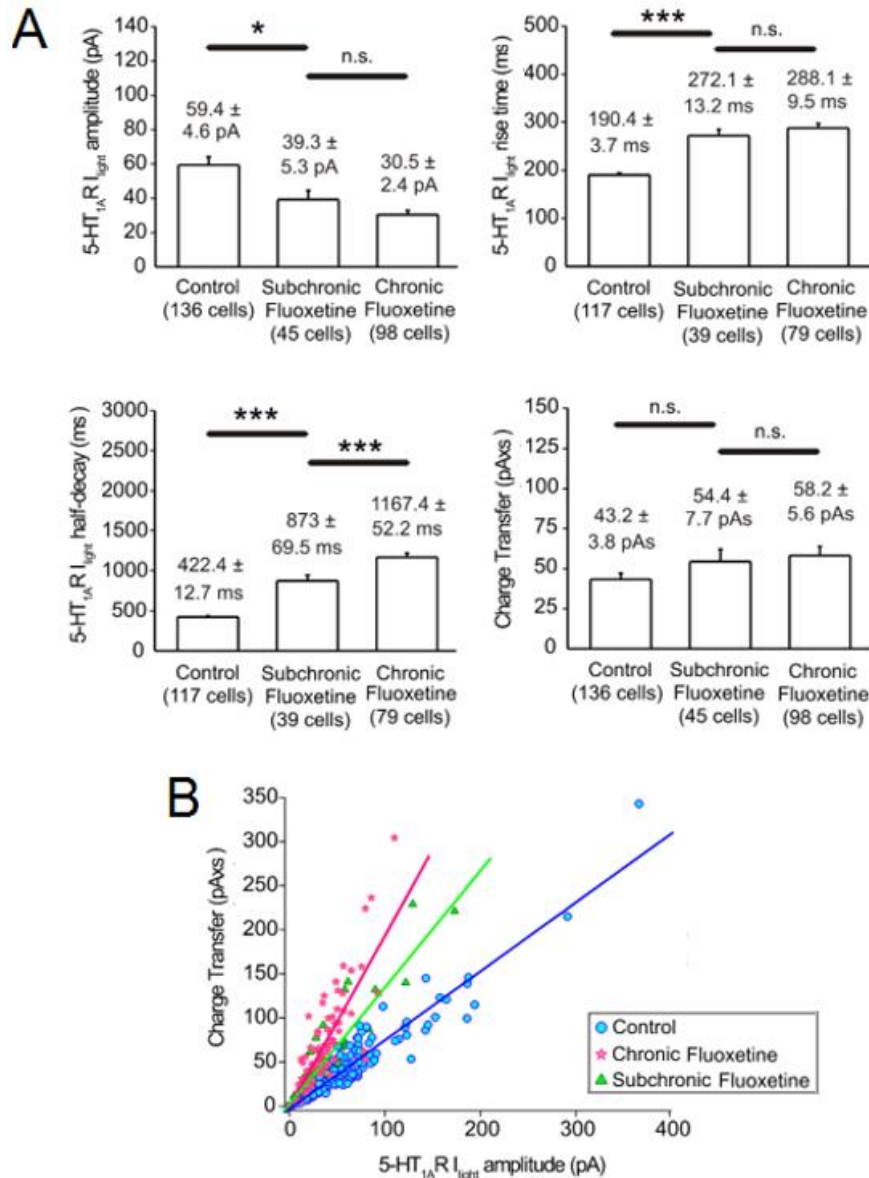 A
5-HT1AR Ilight amplitude (pA)
140
120
100
80
60
40
20
0
*
n.s.
59.4 ±
4.6 pA
39.3 ±
5.3 pA
30.5 ±
2.4 pA
Control
(136 cells)
Subchronic
Fluoxetine
(45 cells)
Chronic
Fluoxetine
(98 cells)
5-HT1AR Ilight rise time (ms)
500
400
300
200
100
0
***
n.s.
190.4 ±
3.7 ms
272.1 ±
13.2 ms
288.1 ±
9.5 ms
Control
(117 cells)
Subchronic
Fluoxetine
(39 cells)
Chronic
Fluoxetine
(79 cells)
5-HT1AR Ilight half-decay (ms)
3000
2500
2000
1500
1000
500
0
***
***
422.4 ±
12.7 ms
873 ±
69.5 ms
1167.4 ±
52.2 ms
Control
(117 cells)
Subchronic
Fluoxetine
(39 cells)
Chronic
Fluoxetine
(79 cells)
Charge Transfer (pAxs)
150
125
100
75
50
25
0
n.s.
n.s.
43.2 ±
3.8 pAs
54.4 ±
7.7 pAs
58.2 ±
5.6 pAs
Control
(136 cells)
Subchronic
Fluoxetine
(45 cells)
Chronic
Fluoxetine
(98 cells)
B
Charge Transfer (pAxs)
350
300
250
200
150
100
50
0
0
100
200
300
400
5-HT1AR Ilight amplitude (pA)
Control
Chronic Fluoxetine
Subchronic Fluoxetine